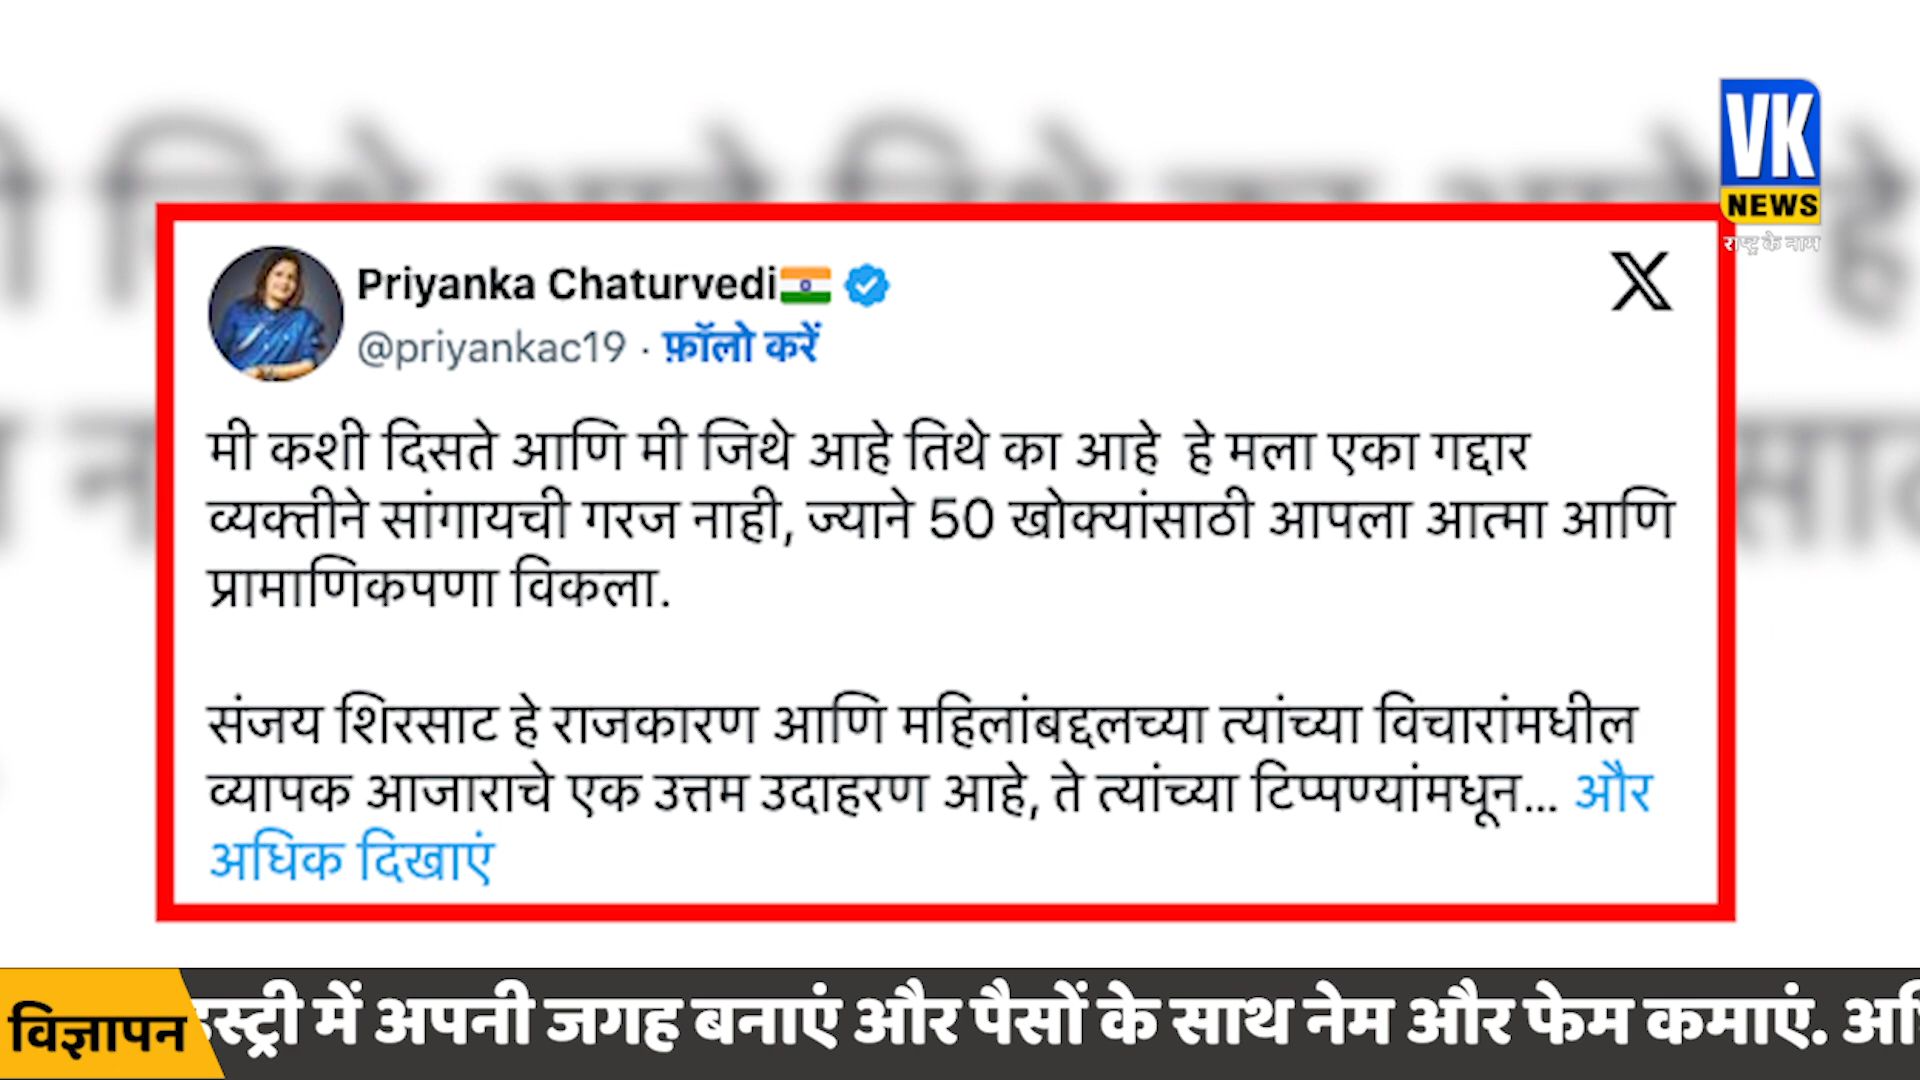 VK
NEWS
राष्ट्र के नाम
Priyanka Chaturvedi
@priyankac19 · फ़ॉलो करें
मी कशी दिसते आणि मी जिथे आहे तिथे का आहे हे मला एका गद्दार
व्यक्तीने सांगायची गरज नाही, ज्याने 50 खोक्यांसाठी आपला आत्मा आणि
प्रामाणिकपणा विकला.
संजय शिरसाट हे राजकारण आणि महिलांबद्दलच्या त्यांच्या विचारांमधील
व्यापक आजाराचे एक उत्तम उदाहरण आहे, ते त्यांच्या टिप्पण्यांमधून... और
अधिक दिखाएं
विज्ञापन
में अपनी जगह बनाएं और पैसों के साथ नेम और फेम कमाएं.